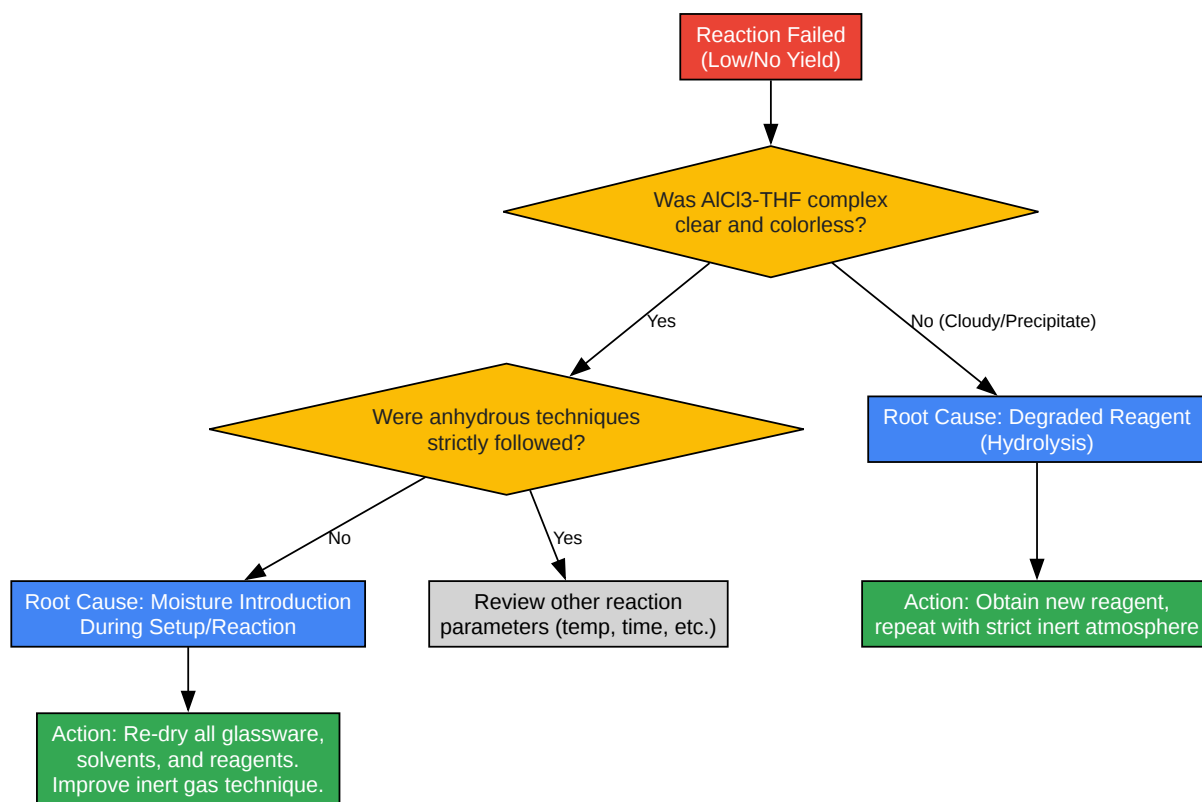 Reaction Failed
(Low/No Yield)
Was AlCl3-THF complex
clear and colorless?
Yes
No (Cloudy/Precipitate)
Were anhydrous techniques
strictly followed?
Root Cause: Degraded Reagent
(Hydrolysis)
No
Yes
Root Cause: Moisture Introduction
During Setup/Reaction
Review other reaction
parameters (temp, time, etc.)
Action: Obtain new reagent,
repeat with strict inert atmosphere
Action: Re-dry all glassware,
solvents, and reagents.
Improve inert gas technique.